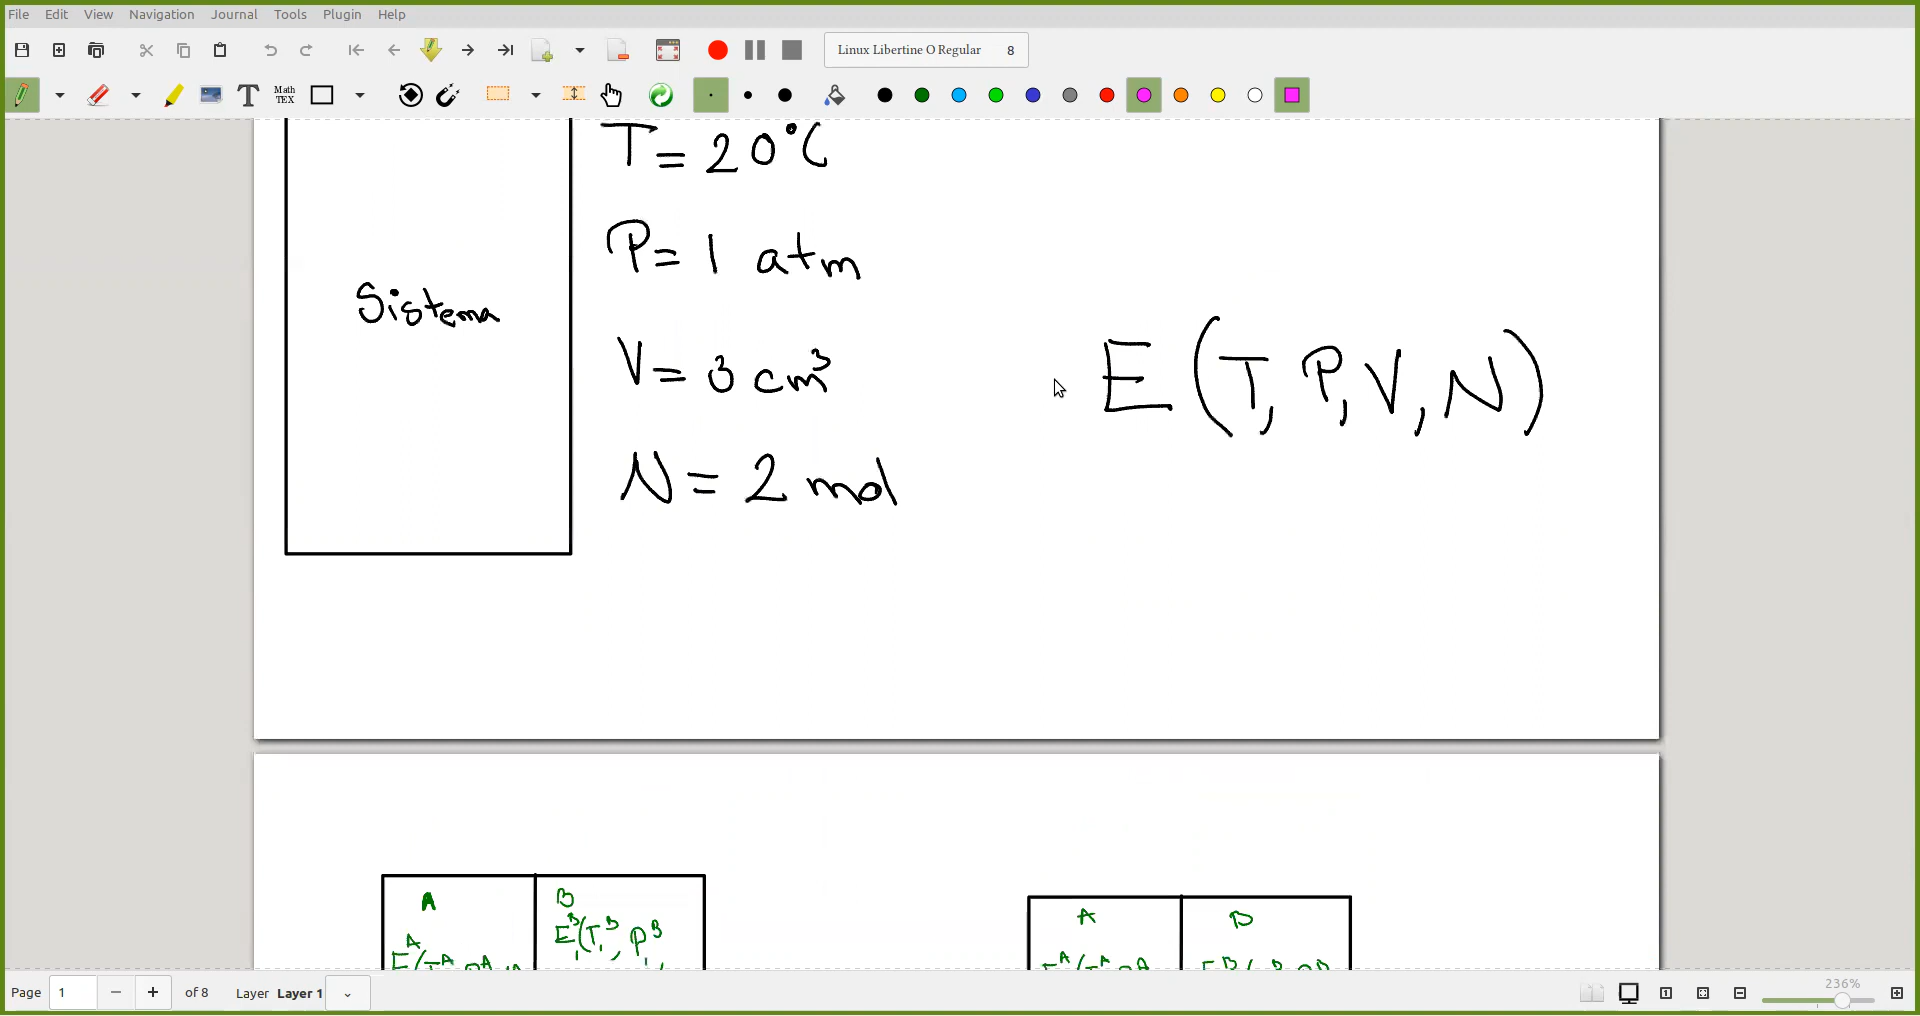 File Edit View Navigation Journal Tools Plugin Help
Linux Libertine O Regular 8
Math
TEX
T = 20°C
P = 1 atm
Sistema
E (T, P, V, N)
V = 3 cm³
N = 2 mol
A
B
A
B
Page 1 of 8 Layer Layer 1
236%